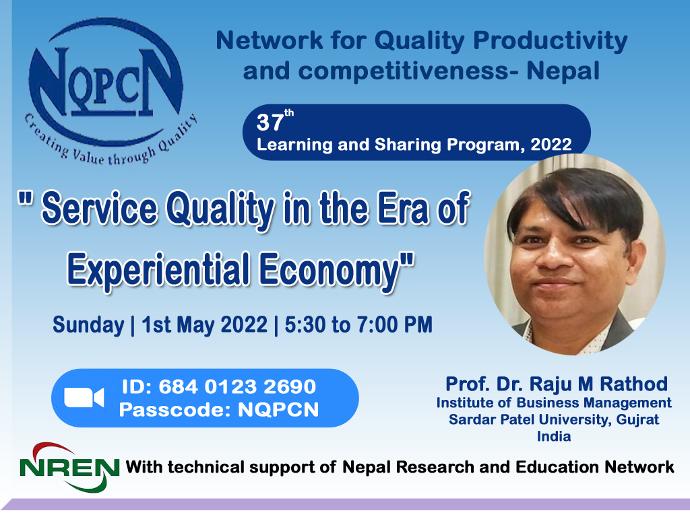 NQPCN
Creating Value through Quality
Network for Quality Productivity
and competitiveness- Nepal
37th
Learning and Sharing Program, 2022
" Service Quality in the Era of
Experiential Economy"
Sunday | 1st May 2022 | 5:30 to 7:00 PM
ID: 684 0123 2690
Passcode: NQPCN
Prof. Dr. Raju M Rathod
Institute of Business Management
Sardar Patel University, Gujrat
India
NREN With technical support of Nepal Research and Education Network